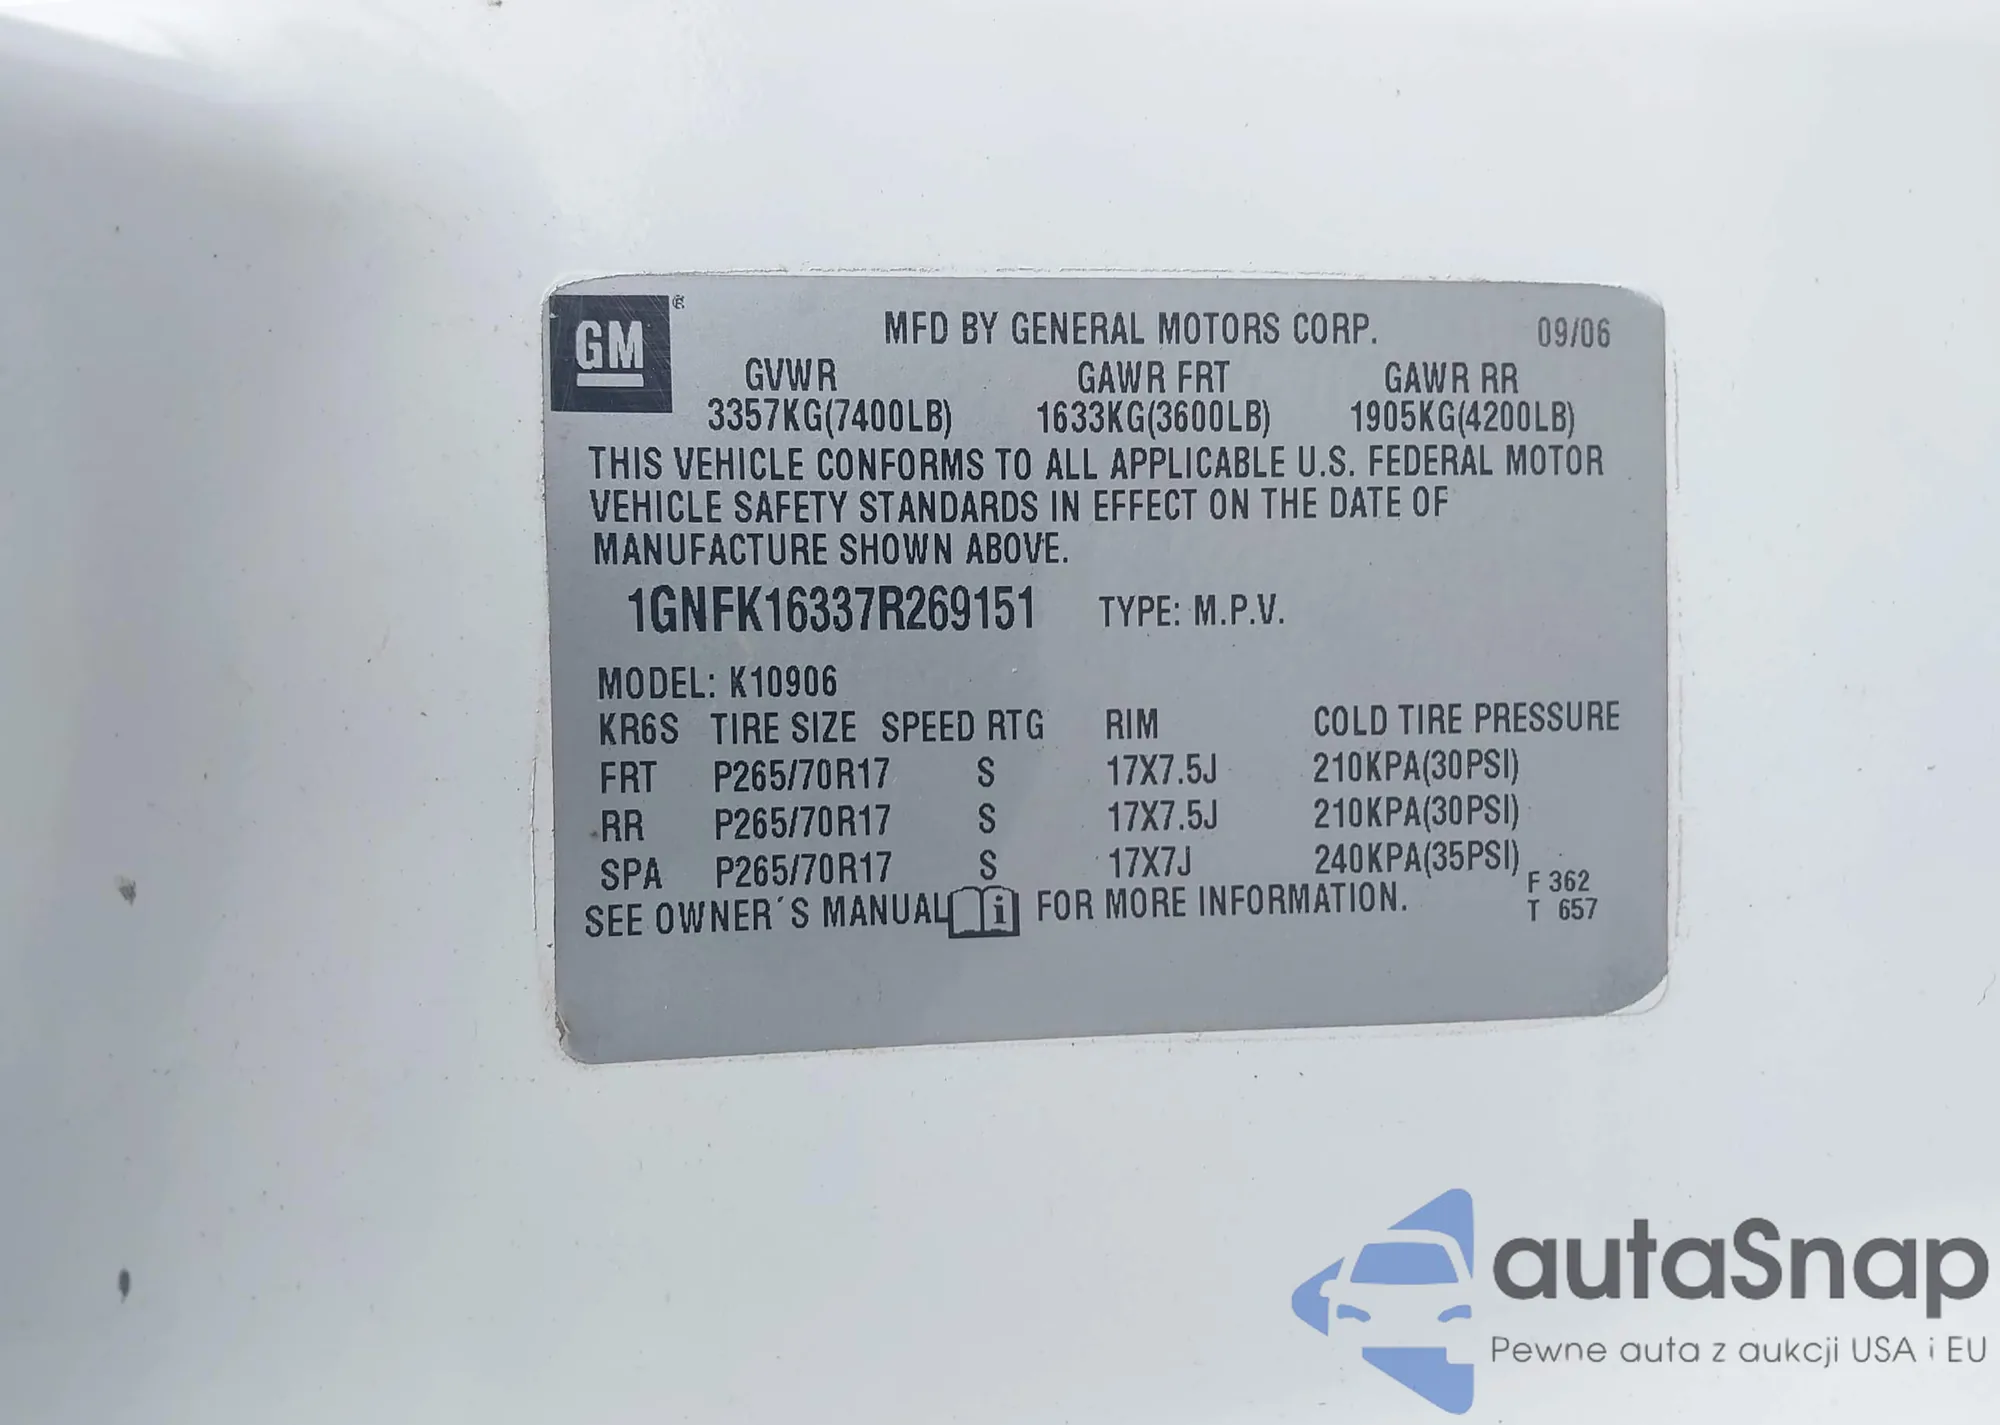 GM ®
MFD BY GENERAL MOTORS CORP. 09/06
GVWR GAWR FRT GAWR RR
3357KG(7400LB) 1633KG(3600LB) 1905KG(4200LB)
THIS VEHICLE CONFORMS TO ALL APPLICABLE U.S. FEDERAL MOTOR
VEHICLE SAFETY STANDARDS IN EFFECT ON THE DATE OF
MANUFACTURE SHOWN ABOVE.
1GNFK16337R269151 TYPE: M.P.V.
MODEL: K10906
KR6S TIRE SIZE SPEED RTG RIM COLD TIRE PRESSURE
FRT P265/70R17 S 17X7.5J 210KPA(30PSI)
RR P265/70R17 S 17X7.5J 210KPA(30PSI)
SPA P265/70R17 S 17X7J 240KPA(35PSI)
SEE OWNER´S MANUAL i FOR MORE INFORMATION.
F 362
T 657
autaSnap
Pewne auta z aukcji USA i EU